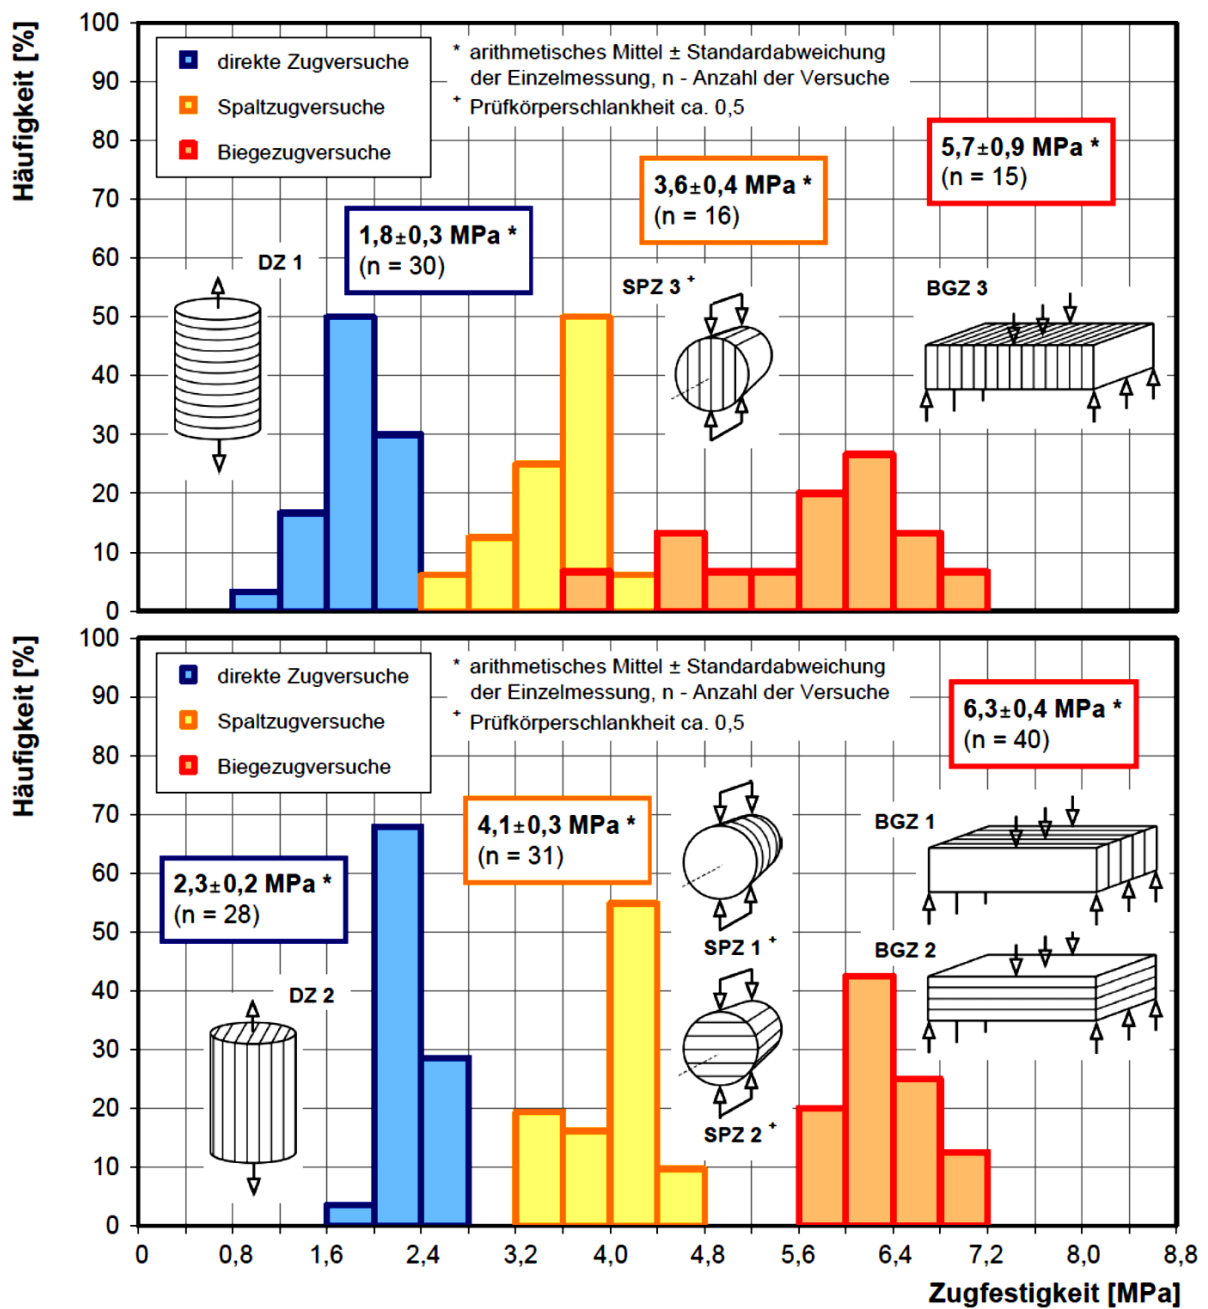 Häufigkeit [%]
100
90
80
70
60
50
40
30
20
10
0
direkte Zugversuche
Spaltzugversuche
Biegezugversuche
* arithmetisches Mittel ± Standardabweichung
der Einzelmessung, n - Anzahl der Versuche
+ Prüfkörperschlankheit ca. 0,5
1,8±0,3 MPa *
(n = 30)
3,6±0,4 MPa *
(n = 16)
5,7±0,9 MPa *
(n = 15)
DZ 1
SPZ 3 +
BGZ 3
Häufigkeit [%]
100
90
80
70
60
50
40
30
20
10
0
direkte Zugversuche
Spaltzugversuche
Biegezugversuche
* arithmetisches Mittel ± Standardabweichung
der Einzelmessung, n - Anzahl der Versuche
+ Prüfkörperschlankheit ca. 0,5
2,3±0,2 MPa *
(n = 28)
4,1±0,3 MPa *
(n = 31)
6,3±0,4 MPa *
(n = 40)
DZ 2
SPZ 1 +
SPZ 2 +
BGZ 1
BGZ 2
0 0,8 1,6 2,4 3,2 4,0 4,8 5,6 6,4 7,2 8,0 8,8
Zugfestigkeit [MPa]